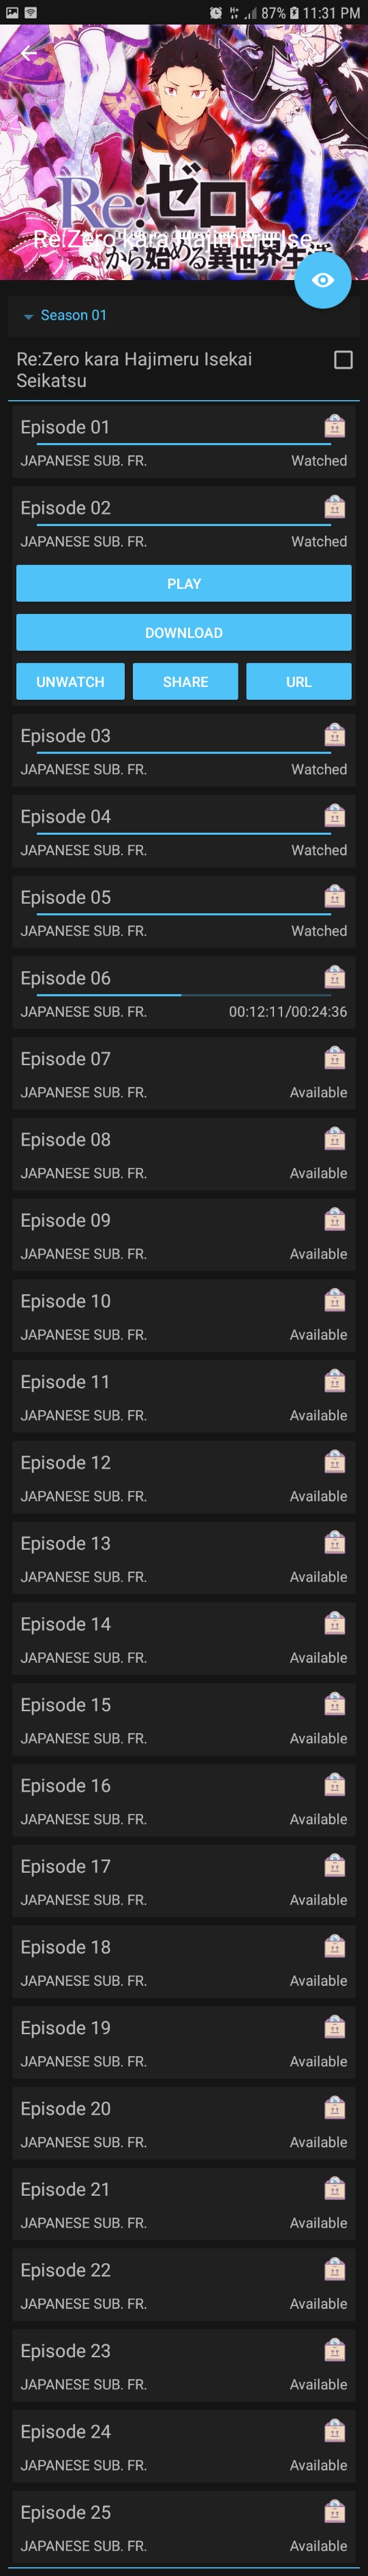 87% 11:31 PM
Re:ゼロ
から始める異世界生活
Re:Zero kara Hajimeru Ise...
Season 01
Re:Zero kara Hajimeru Isekai
Seikatsu
Episode 01
JAPANESE SUB. FR. Watched
Episode 02
JAPANESE SUB. FR. Watched
PLAY
DOWNLOAD
UNWATCH SHARE URL
Episode 03
JAPANESE SUB. FR. Watched
Episode 04
JAPANESE SUB. FR. Watched
Episode 05
JAPANESE SUB. FR. Watched
Episode 06
JAPANESE SUB. FR. 00:12:11/00:24:36
Episode 07
JAPANESE SUB. FR. Available
Episode 08
JAPANESE SUB. FR. Available
Episode 09
JAPANESE SUB. FR. Available
Episode 10
JAPANESE SUB. FR. Available
Episode 11
JAPANESE SUB. FR. Available
Episode 12
JAPANESE SUB. FR. Available
Episode 13
JAPANESE SUB. FR. Available
Episode 14
JAPANESE SUB. FR. Available
Episode 15
JAPANESE SUB. FR. Available
Episode 16
JAPANESE SUB. FR. Available
Episode 17
JAPANESE SUB. FR. Available
Episode 18
JAPANESE SUB. FR. Available
Episode 19
JAPANESE SUB. FR. Available
Episode 20
JAPANESE SUB. FR. Available
Episode 21
JAPANESE SUB. FR. Available
Episode 22
JAPANESE SUB. FR. Available
Episode 23
JAPANESE SUB. FR. Available
Episode 24
JAPANESE SUB. FR. Available
Episode 25
JAPANESE SUB. FR. Available